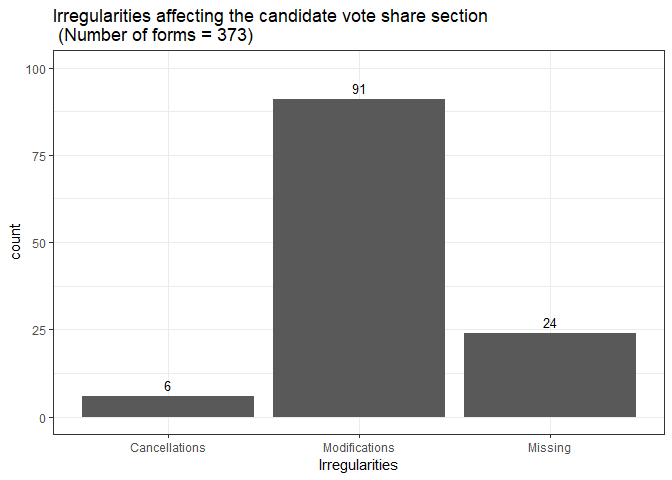 Irregularities affecting the candidate vote share section
(Number of forms = 373)
100
75
50
25
0
count
6
91
24
Cancellations
Modifications
Missing
Irregularities